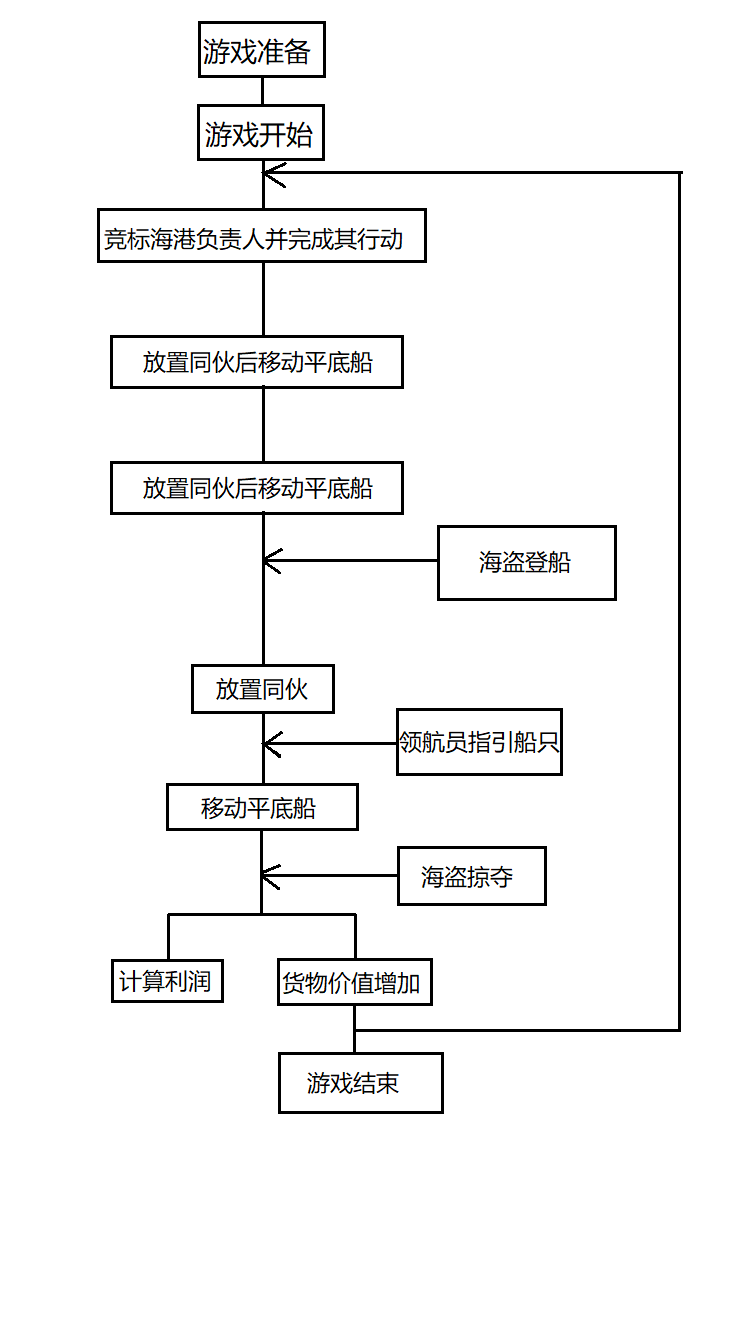 游戏准备
游戏开始
竞标海港负责人并完成其行动
放置同伙后移动平底船
放置同伙后移动平底船
海盗登船
放置同伙
领航员指引船只
移动平底船
海盗掠夺
计算利润
货物价值增加
游戏结束